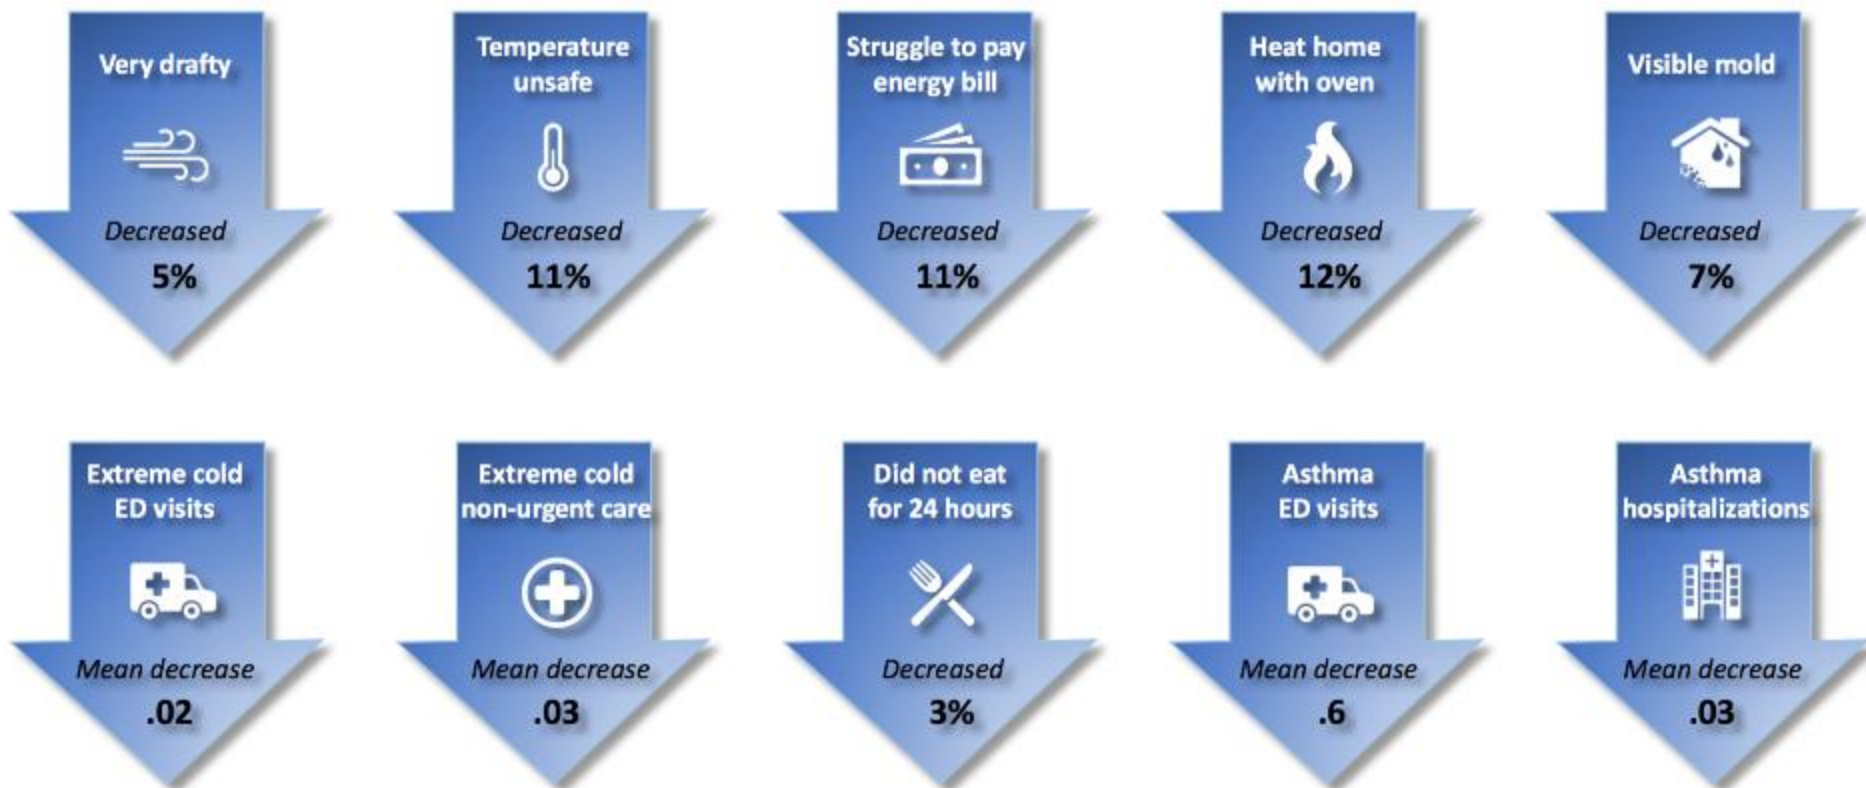 Very drafty
Decreased
5%
Temperature
unsafe
Decreased
11%
Struggle to pay
energy bill
Decreased
11%
Heat home
with oven
Decreased
12%
Visible mold
Decreased
7%
Extreme cold
ED visits
Mean decrease
.02
Extreme cold
non-urgent care
Mean decrease
.03
Did not eat
for 24 hours
Decreased
3%
Asthma
ED visits
Mean decrease
.6
Asthma
hospitalizations
Mean decrease
.03